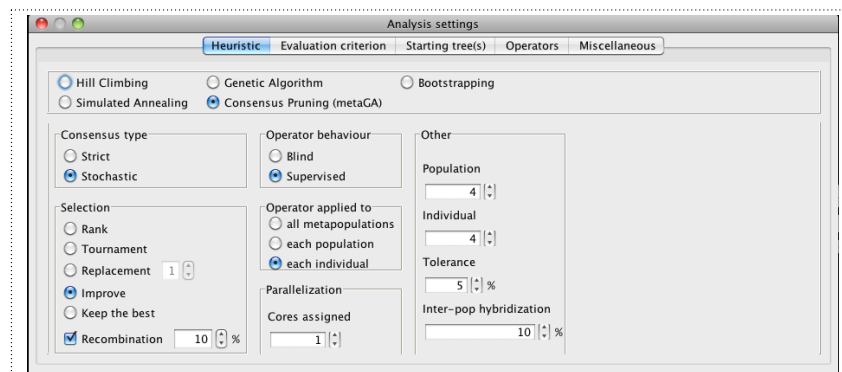 Analysis settings
Heuristic Evaluation criterion Starting tree(s) Operators Miscellaneous
Hill Climbing Genetic Algorithm Bootstrapping
Simulated Annealing Consensus Pruning (metaGA)
Consensus type
Strict
Stochastic
Operator behaviour
Blind
Supervised
Other
Population
4
Individual
4
Tolerance
5 %
Inter-pop hybridization
10 %
Selection
Rank
Tournament
Replacement 1
Improve
Keep the best
Recombination 10 %
Operator applied to
all metapopulations
each population
each individual
Parallelization
Cores assigned
1